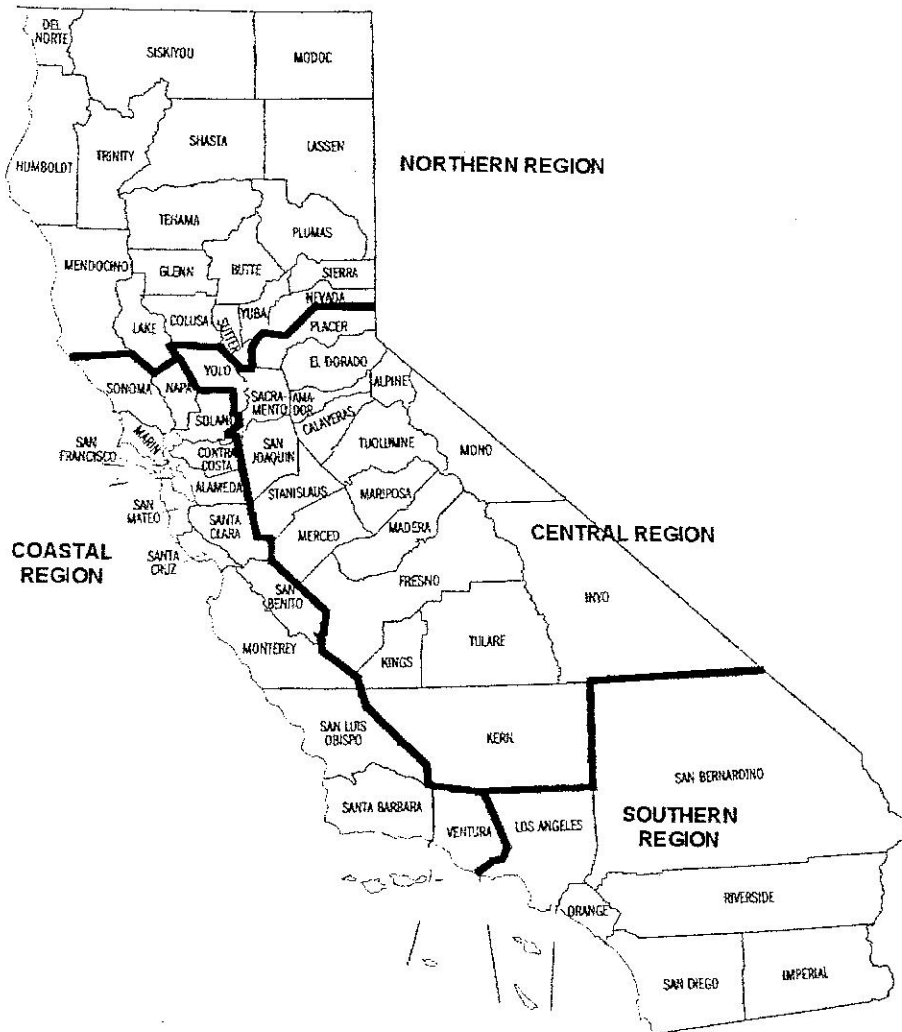 DEL
NORTE
SISKIYOU
MODOC
HUMBOLDT
TRINITY
SHASTA
LASSEN
NORTHERN REGION
TEHAMA
PLUMAS
MENDOCINO
GLENN
BUTTE
SIERRA
NEVADA
YUBA
COLUSA
SUTTER
LAKE
PLACER
YOLO
EL DORADO
ALPINE
SONOMA
NAPA
SACRA-
MENTO
AMA-
DOR
SOLANO
CALAVERAS
MARIN
SAN
FRANCISCO
CONTRA
COSTA
SAN
JOAQUIN
TUOLUMNE
MONO
ALAMEDA
STANISLAUS
MARIPOSA
SAN
MATEO
SANTA
CLARA
MERCED
MADERA
CENTRAL REGION
COASTAL
REGION
SANTA
CRUZ
FRESNO
SAN
BENITO
INYO
MONTEREY
KINGS
TULARE
SAN LUIS
OBISPO
KERN
SAN BERNARDINO
SANTA BARBARA
VENTURA
LOS ANGELES
SOUTHERN
REGION
ORANGE
RIVERSIDE
SAN DIEGO
IMPERIAL